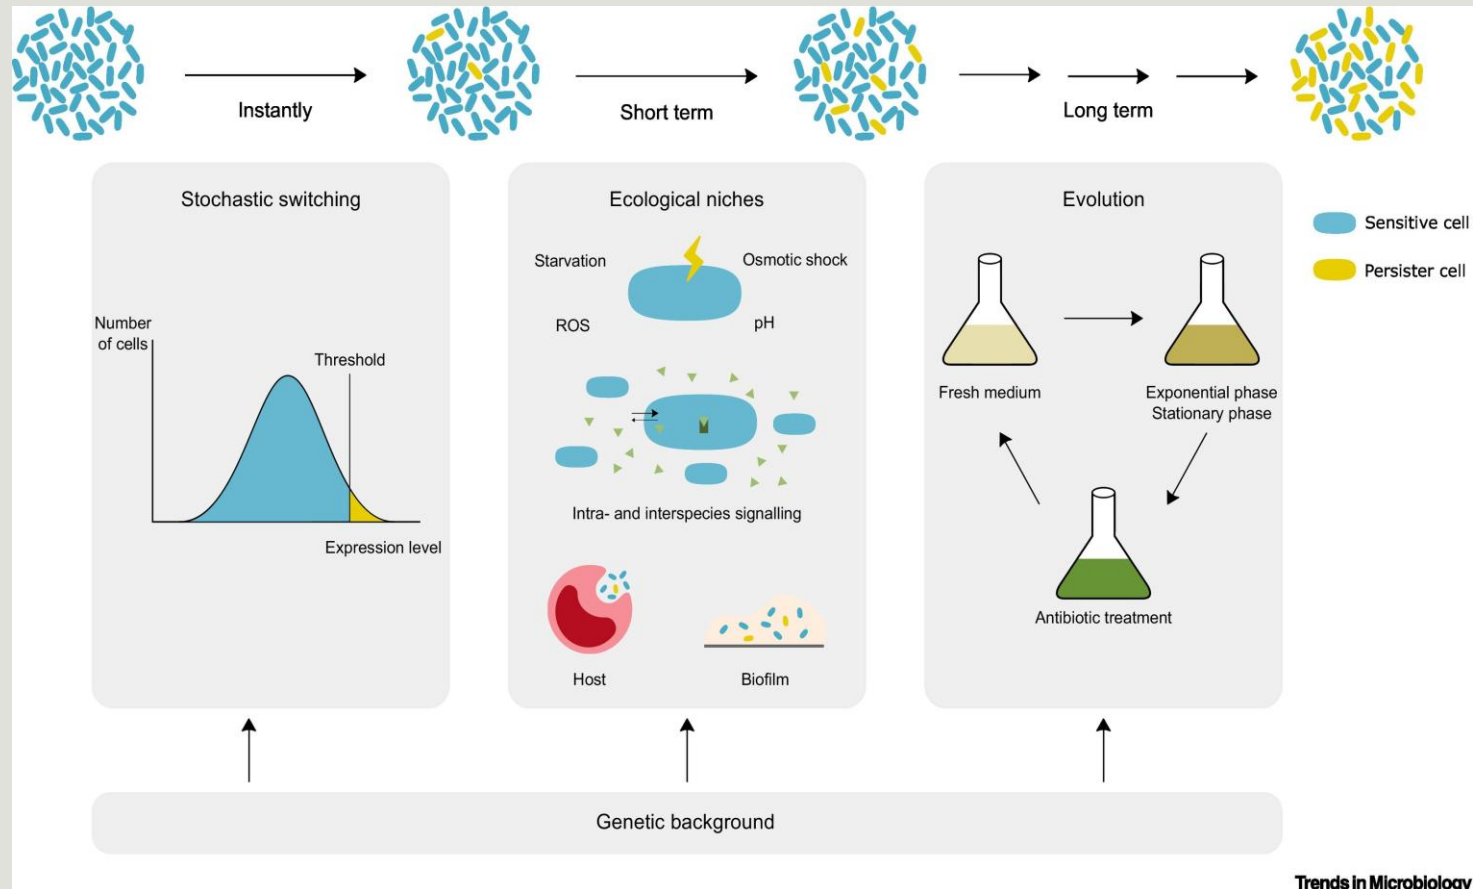 Instantly
Short term
Long term
Stochastic switching
Number
of cells
Threshold
Expression level
Ecological niches
Starvation
Osmotic shock
ROS
pH
Intra- and interspecies signalling
Host
Biofilm
Evolution
Fresh medium
Exponential phase
Stationary phase
Antibiotic treatment
Sensitive cell
Persister cell
Genetic background
Trends in Microbiology